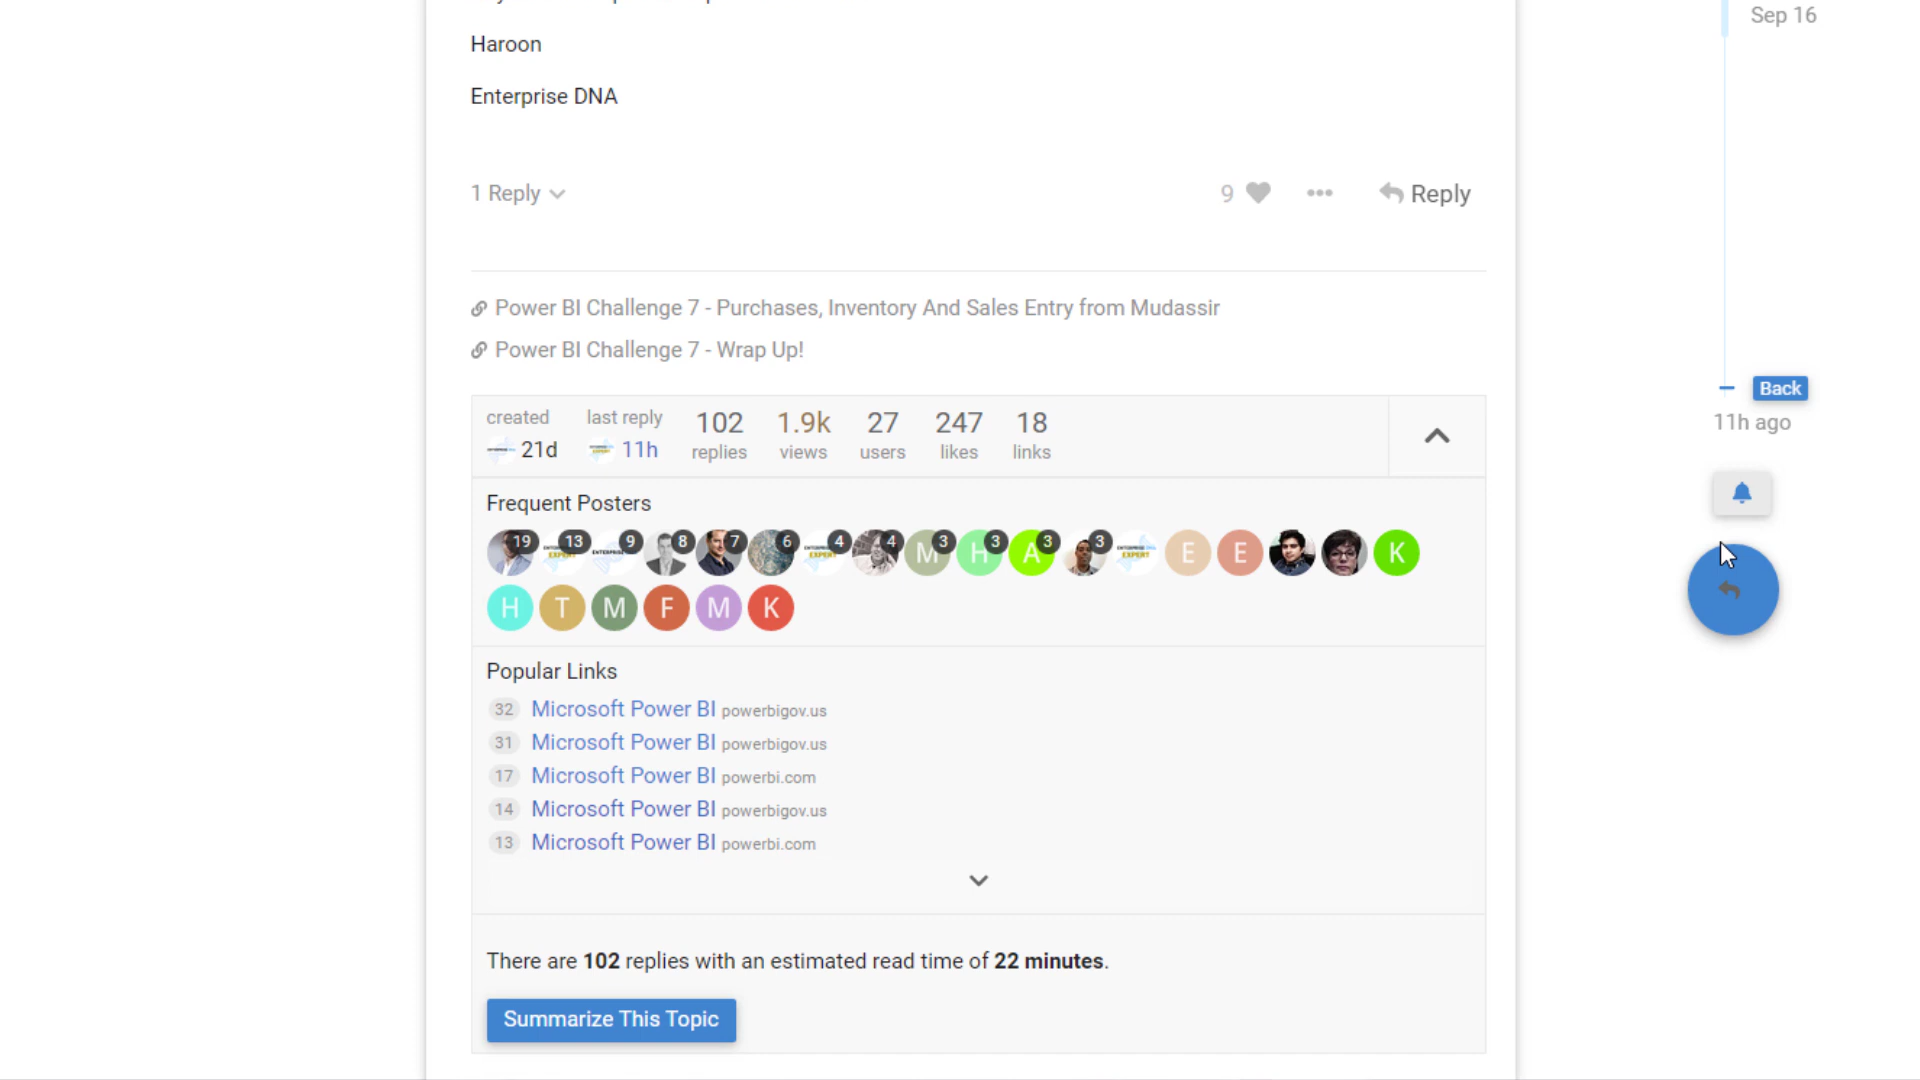 Sep 16
Haroon
Enterprise DNA
1 Reply
9
Reply
Power BI Challenge 7 - Purchases, Inventory And Sales Entry from Mudassir
Power BI Challenge 7 - Wrap Up!
Back
11h ago
created last reply 102 1.9k 27 247 18
21d 11h replies views users likes links
Frequent Posters
19 13 9 8 7 6 4 4 3 3 3 3
M H A E E K
H T M F M K
Popular Links
32 Microsoft Power BI powerbigov.us
31 Microsoft Power BI powerbigov.us
17 Microsoft Power BI powerbi.com
14 Microsoft Power BI powerbigov.us
13 Microsoft Power BI powerbi.com
There are 102 replies with an estimated read time of 22 minutes.
Summarize This Topic